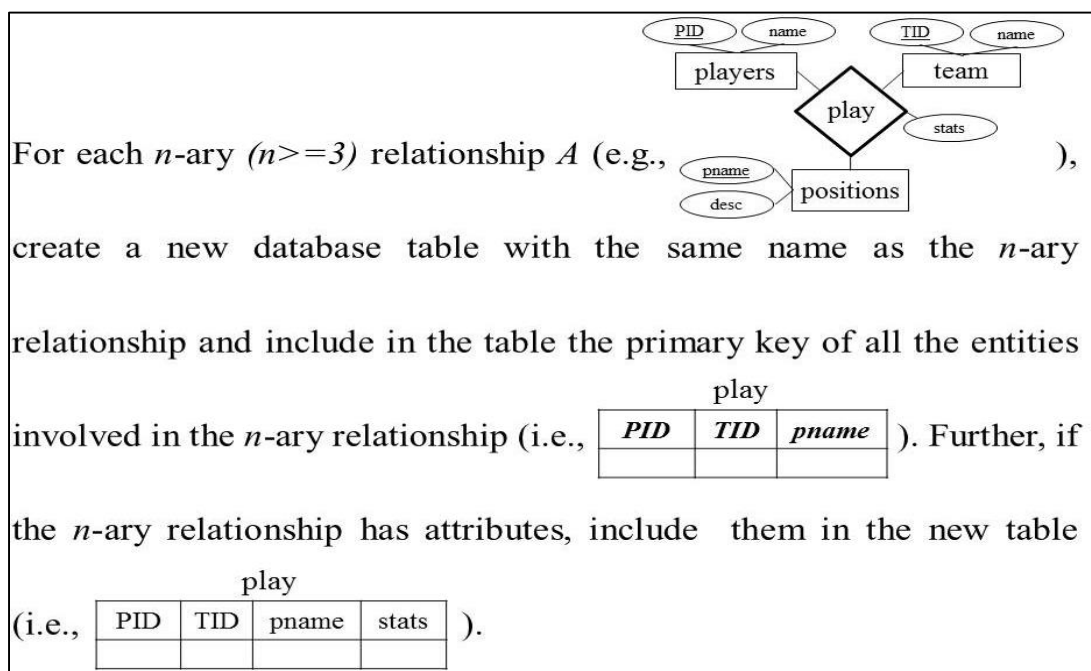 PID name TID name
players team
play
stats
For each n-ary (n>=3) relationship A (e.g., ),
pname
positions
desc
create a new database table with the same name as the n-ary
relationship and include in the table the primary key of all the entities
play
involved in the n-ary relationship (i.e., PID TID pname ). Further, if
the n-ary relationship has attributes, include them in the new table
play
(i.e., PID TID pname stats ).